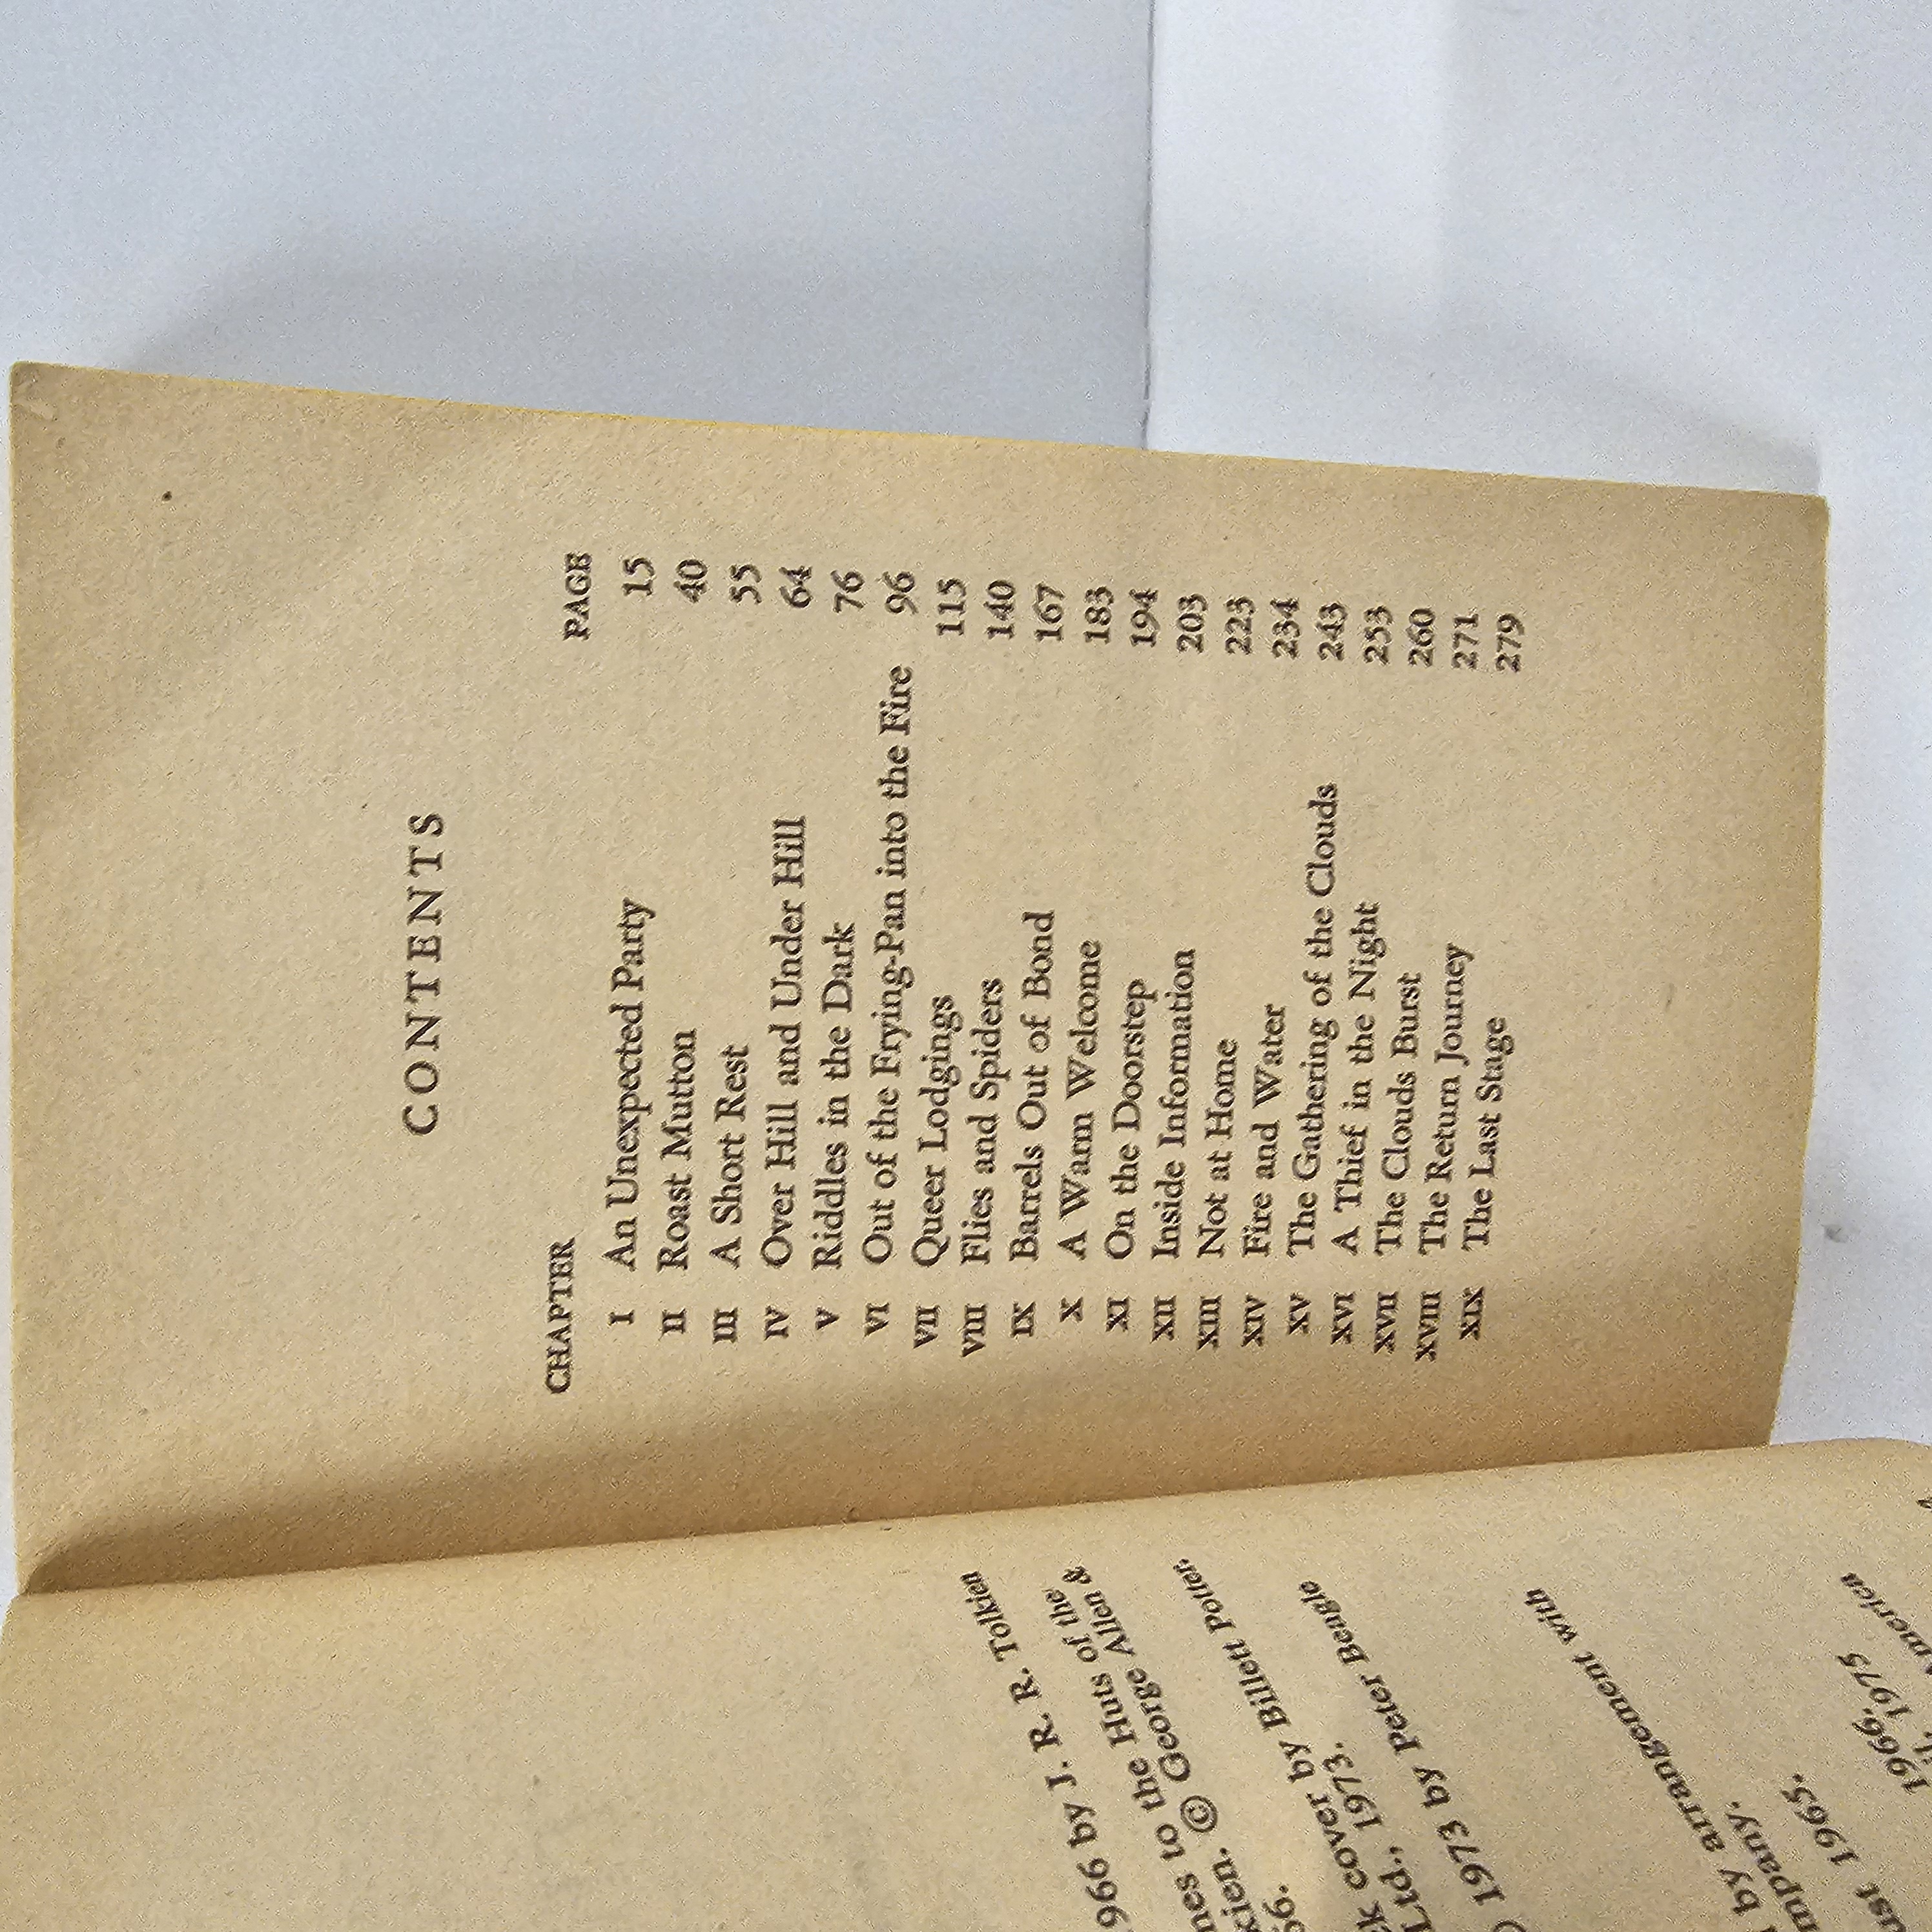 966 by J. R. R. Tolkien
to the Huts of the
© George Allen &
66.
cover by Billett Potter.
Ltd., 1973.
1973 by Peter Beagle
by arrangement with
1965.
1966.
1975
America
CONTENTS
CHAPTER PAGE
I An Unexpected Party 15
II Roast Mutton 40
III A Short Rest 55
IV Over Hill and Under Hill 64
V Riddles in the Dark 76
VI Out of the Frying-Pan into the Fire 96
VII Queer Lodgings 115
VIII Flies and Spiders 140
IX Barrels Out of Bond 167
X A Warm Welcome 183
XI On the Doorstep 194
XII Inside Information 203
XIII Not at Home 223
XIV Fire and Water 234
XV The Gathering of the Clouds 243
XVI A Thief in the Night 253
XVII The Clouds Burst 260
XVIII The Return Journey 271
XIX The Last Stage 279